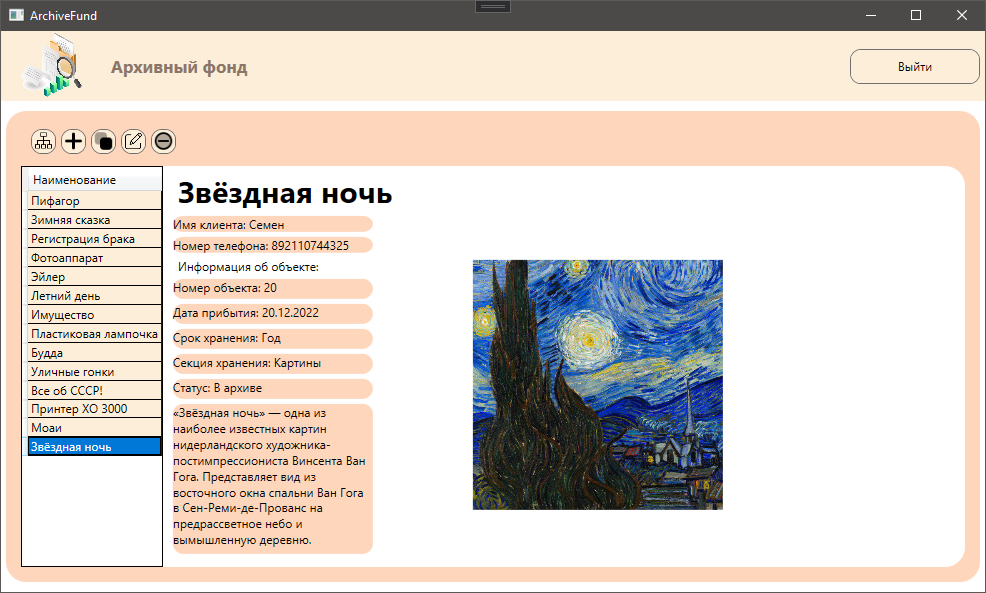 ArchiveFund
Архивный фонд
Выйти
Наименование
Пифагор
Зимняя сказка
Регистрация брака
Фотоаппарат
Эйлер
Летний день
Имущество
Пластиковая лампочка
Будда
Уличные гонки
Все об СССР!
Принтер ХО 3000
Моаи
Звёздная ночь
Звёздная ночь
Имя клиента: Семен
Номер телефона: 892110744325
Информация об объекте:
Номер объекта: 20
Дата прибытия: 20.12.2022
Срок хранения: Год
Секция хранения: Картины
Статус: В архиве
«Звёздная ночь» — одна из
наиболее известных картин
нидерландского художника-
постимпрессиониста Винсента Ван
Гога. Представляет вид из
восточного окна спальни Ван Гога
в Сен-Реми-де-Прованс на
предрассветное небо и
вымышленную деревню.